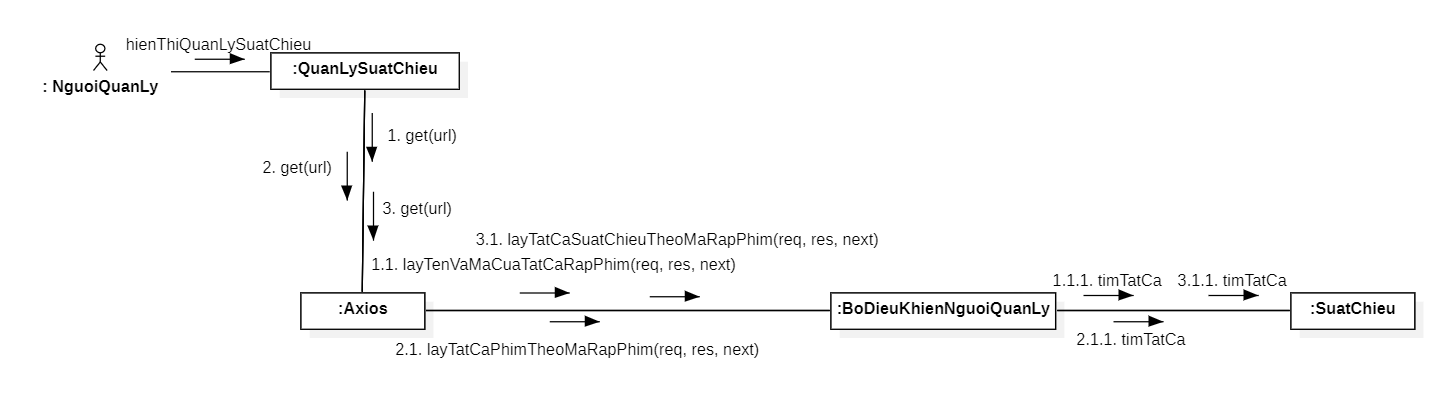 hienThiQuanLySuatChieu
: NguoiQuanLy
:QuanLySuatChieu
1. get(url)
2. get(url)
3. get(url)
3.1. layTatCaSuatChieuTheoMaRapPhim(req, res, next)
1.1. layTenVaMaCuaTatCaRapPhim(req, res, next)
:Axios
2.1. layTatCaPhimTheoMaRapPhim(req, res, next)
:BoDieuKhienNguoiQuanLy
1.1.1. timTatCa
3.1.1. timTatCa
2.1.1. timTatCa
:SuatChieu